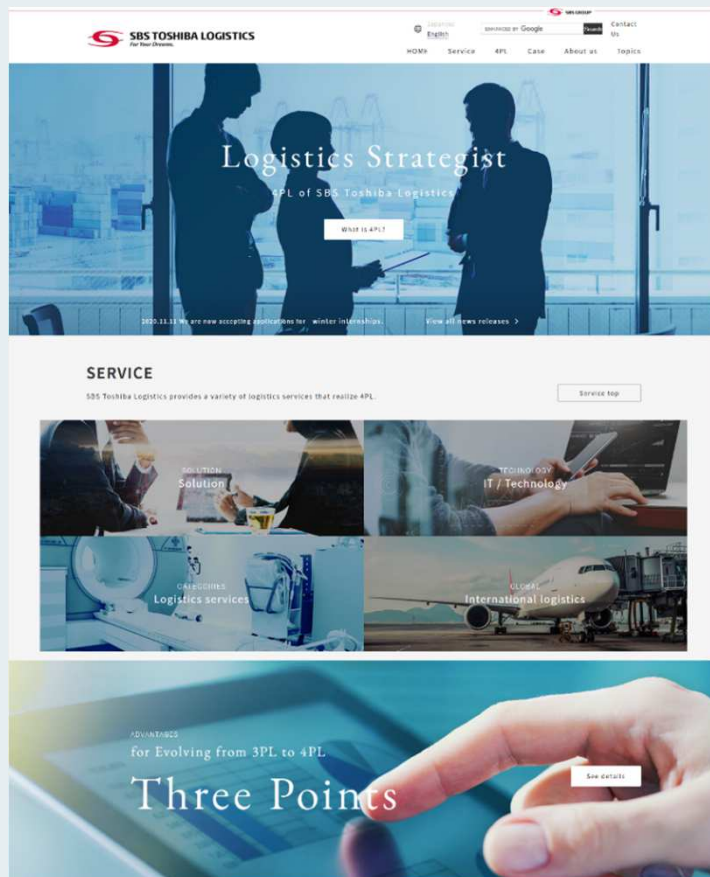 SBS GROUP
SBS TOSHIBA LOGISTICS
For Your Dreams.
English
ENHANCED BY Google
Search
Contact Us
HOME Service 4PL Case About us Topics
Logistics Strategist
4PL of SBS Toshiba Logistics
What is 4PL?
2020.11.11 We are now accepting applications for winter internships.
View all news releases >
SERVICE
SBS Toshiba Logistics provides a variety of logistics services that realize 4PL.
Service top
SOLUTION
Solution
TECHNOLOGY
IT / Technology
CATEGORIES
Logistics services
GLOBAL
International logistics
ADVANTAGES
for Evolving from 3PL to 4PL
Three Points
See details